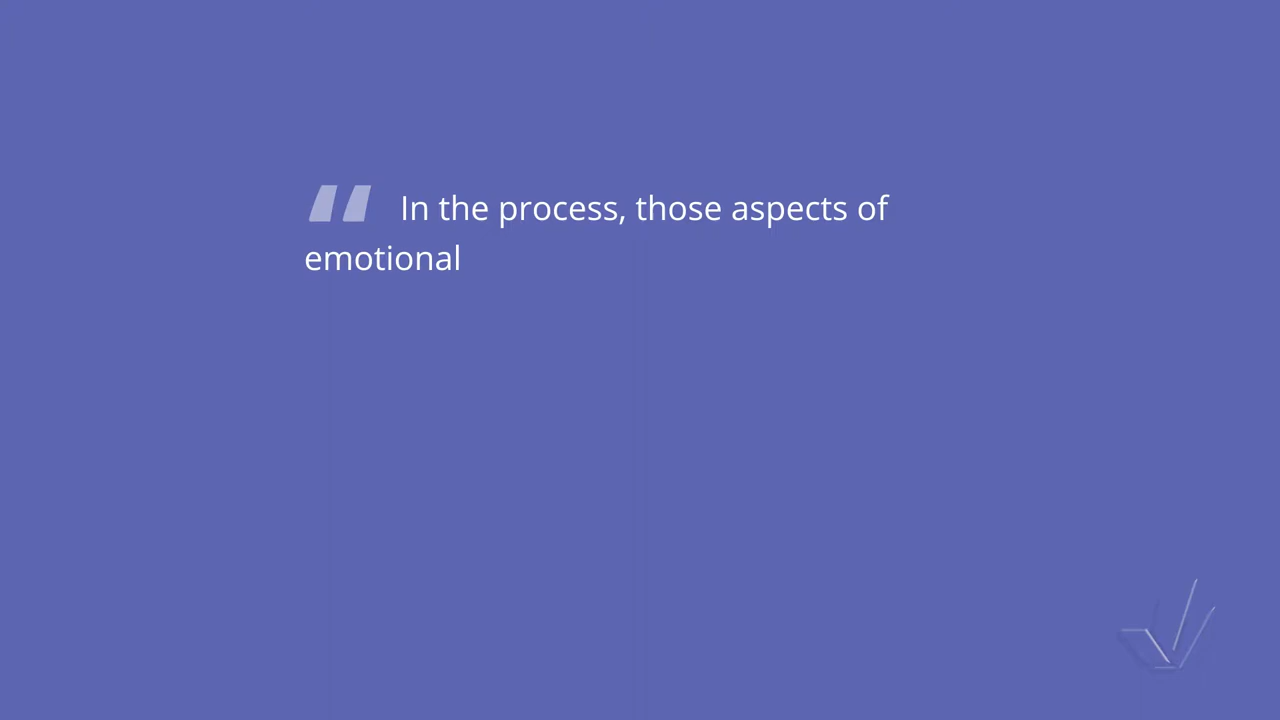 “ In the process, those aspects of
emotional